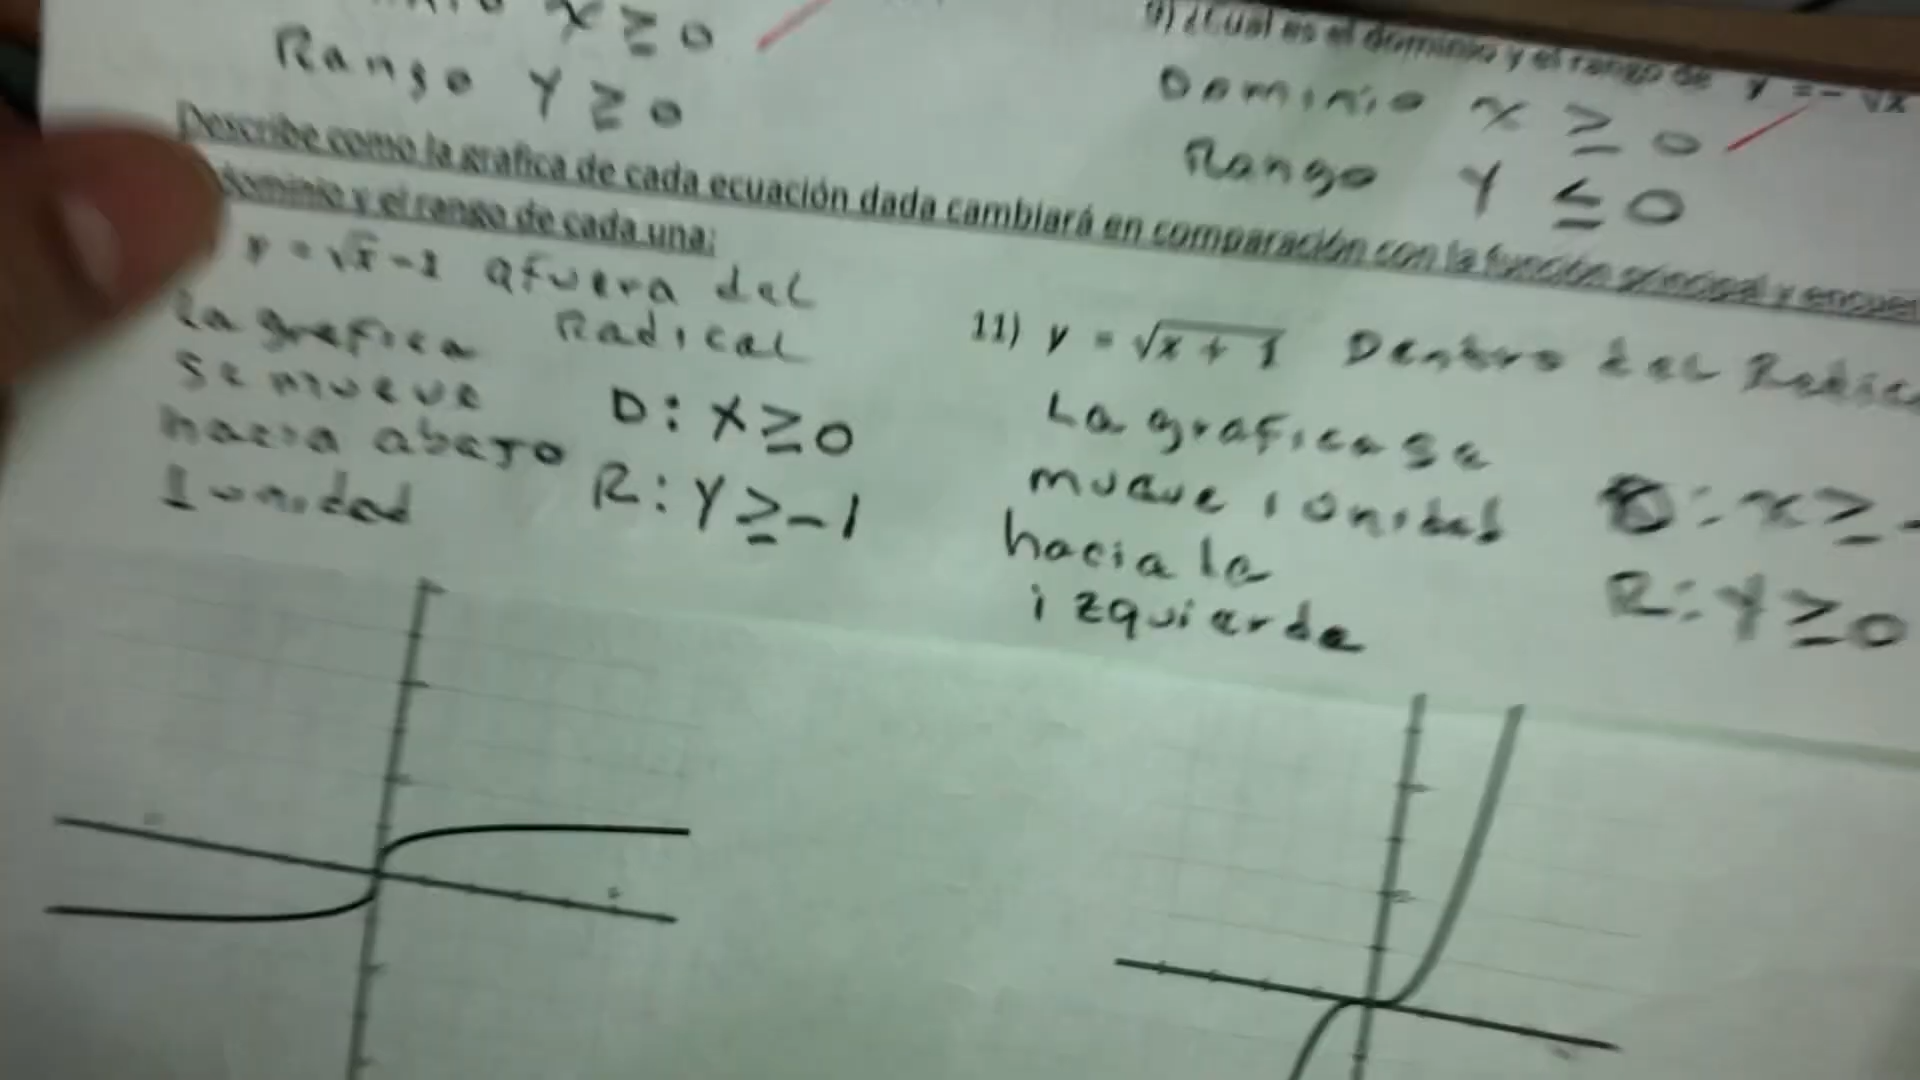 x ≥ 0
Rango y ≥ 0
9) ¿Cual es el dominio y el rango de y = - √x
Dominio x ≥ 0
Rango y ≤ 0
Describe como la grafica de cada ecuación dada cambiará en comparación con la función principal y
dominio y el rango de cada una:
y = √x - 1 afuera del
Radical
La grafica
se mueve
hacia abajo
1 unidad
D: x ≥ 0
R: y ≥ -1
11) y = √x + 1 Dentro del
La grafica se
mueve 1 unidad
hacia la
izquierda
D: x ≥ -
R: y ≥ 0